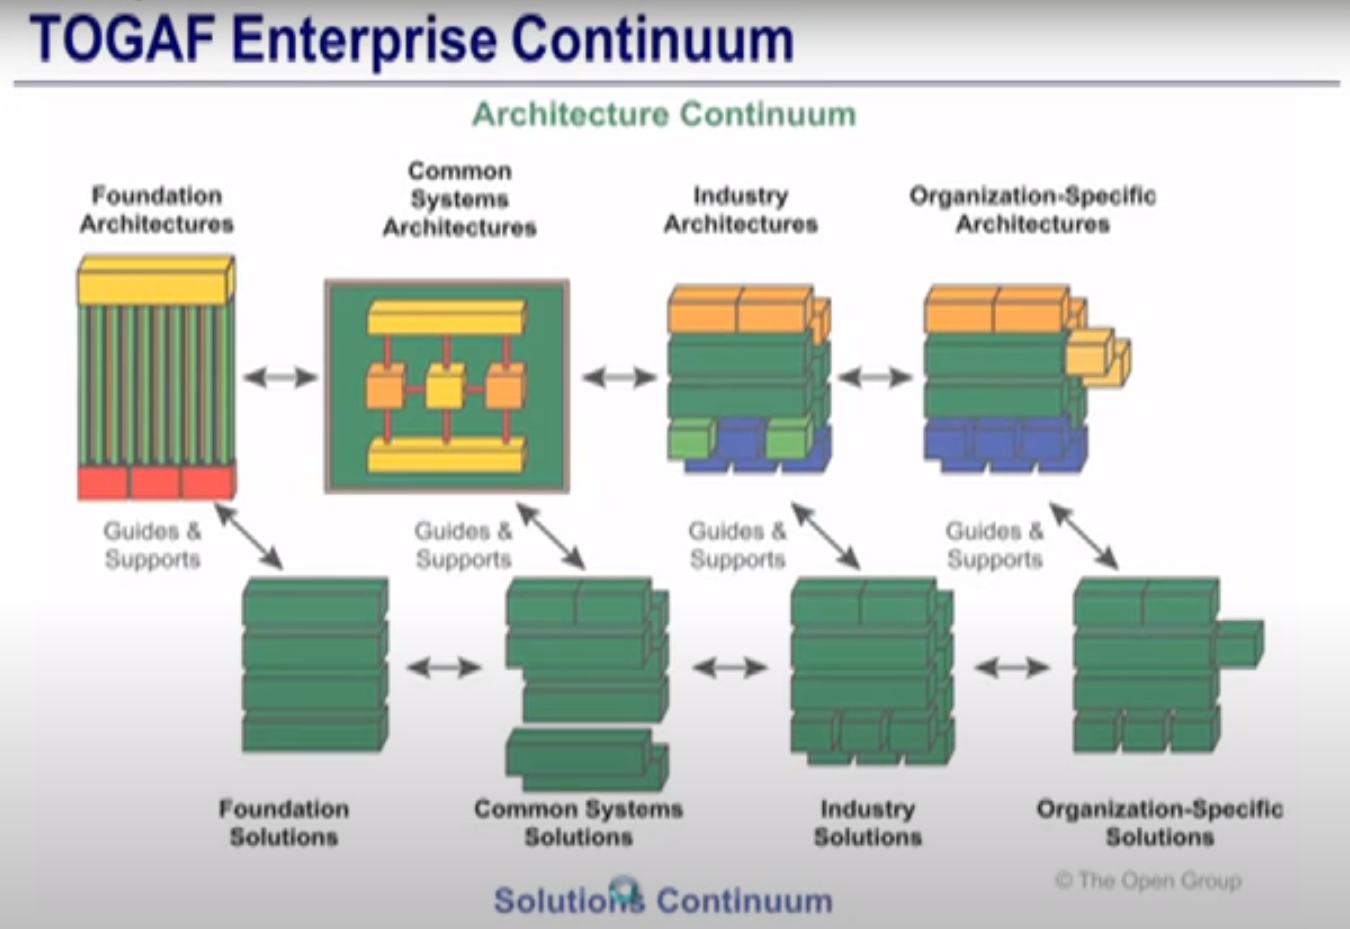 TOGAF Enterprise Continuum
Architecture Continuum
Foundation
Architectures
Common
Systems
Architectures
Industry
Architectures
Organization-Specific
Architectures
Guides &
Supports
Guides &
Supports
Guides &
Supports
Guides &
Supports
Foundation
Solutions
Common Systems
Solutions
Industry
Solutions
Organization-Specific
Solutions
© The Open Group
Solutions Continuum